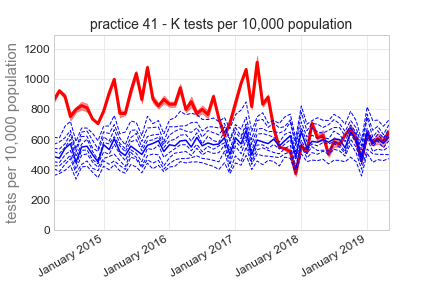 practice 41 - K tests per 10,000 population
tests per 10,000 population
1200
1000
800
600
400
200
0
January 2015
January 2016
January 2017
January 2018
January 2019